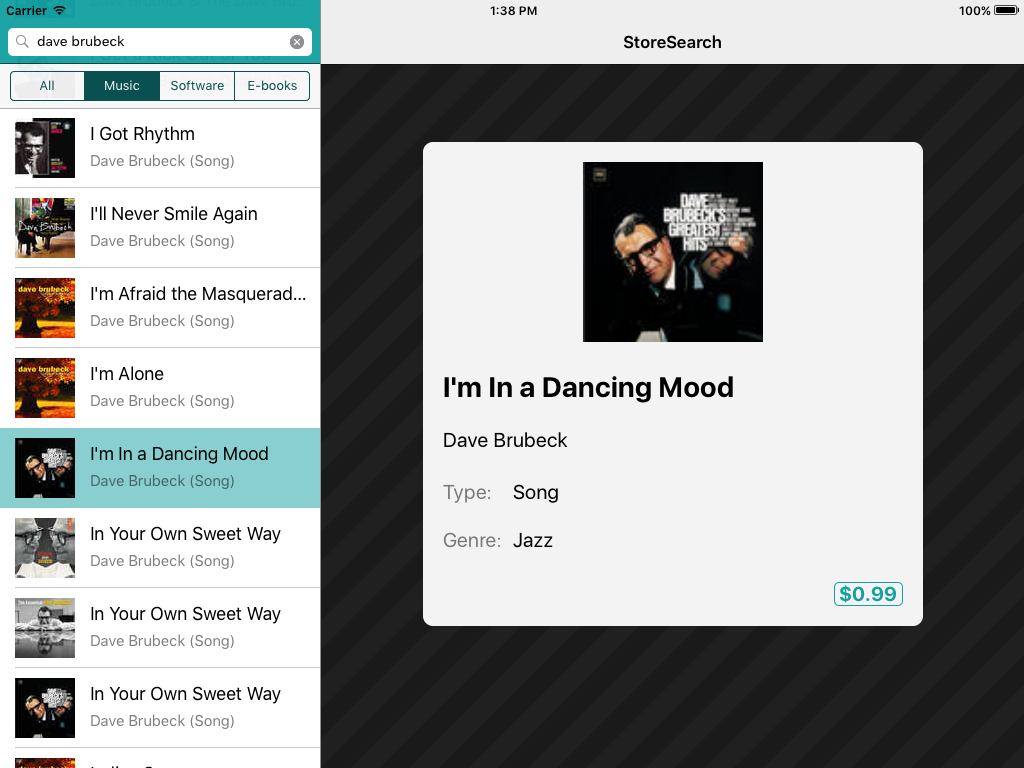 Carrier
1:38 PM
100%
dave brubeck
StoreSearch
All
Music
Software
E-books
I Got Rhythm
Dave Brubeck (Song)
I'll Never Smile Again
Dave Brubeck (Song)
I'm Afraid the Masquerad...
Dave Brubeck (Song)
I'm Alone
Dave Brubeck (Song)
I'm In a Dancing Mood
Dave Brubeck (Song)
In Your Own Sweet Way
Dave Brubeck (Song)
In Your Own Sweet Way
Dave Brubeck (Song)
In Your Own Sweet Way
Dave Brubeck (Song)
DAVE
BRUBECK'S
GREATEST
HITS
I'm In a Dancing Mood
Dave Brubeck
Type: Song
Genre: Jazz
$0.99